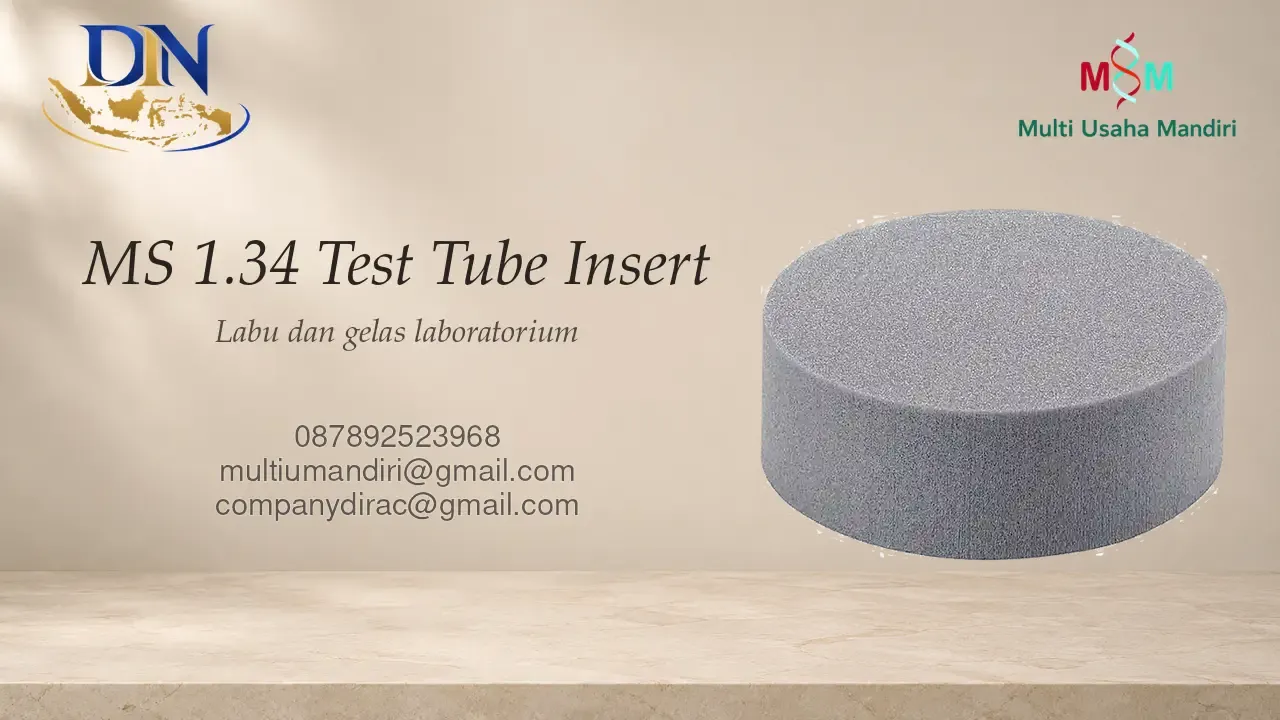 DN
MSM
Multi Usaha Mandiri
MS 1.34 Test Tube Insert
Labu dan gelas laboratorium
087892523968
multiumandiri@gmail.com
companydirac@gmail.com